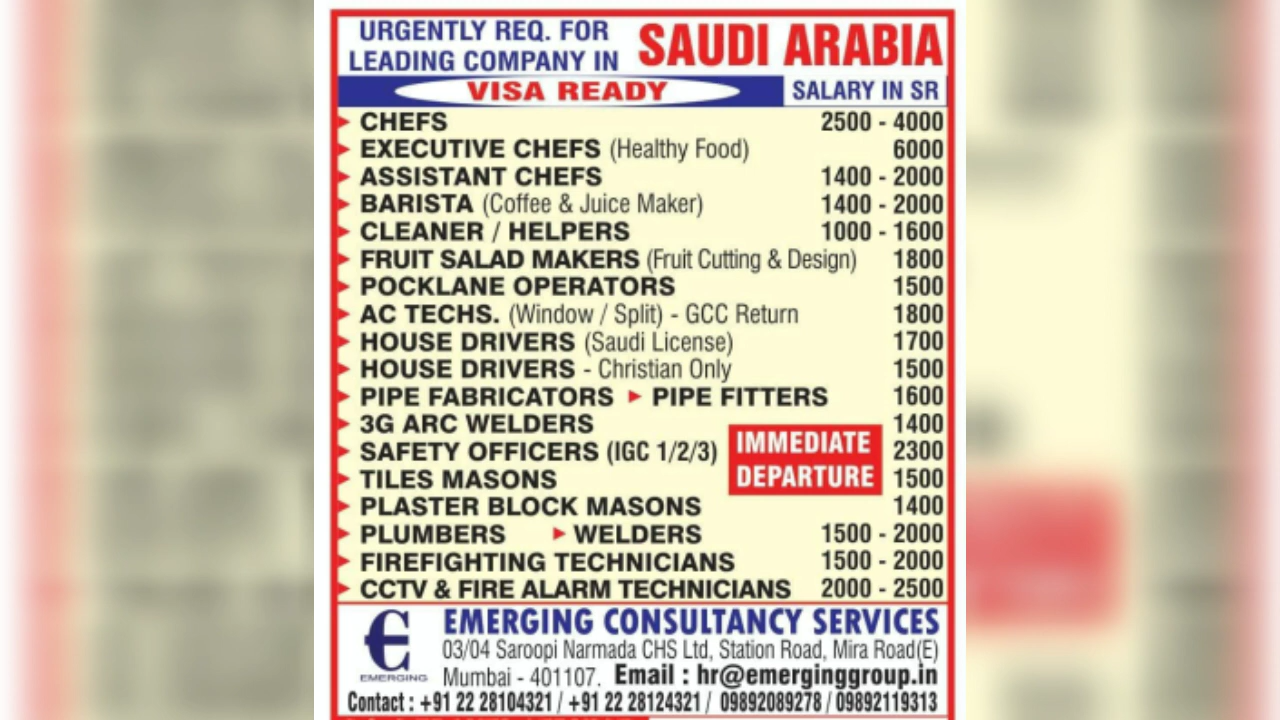 URGENTLY REQ. FOR
LEADING COMPANY IN SAUDI ARABIA
VISA READY SALARY IN SR
CHEFS 2500 - 4000
EXECUTIVE CHEFS (Healthy Food) 6000
ASSISTANT CHEFS 1400 - 2000
BARISTA (Coffee & Juice Maker) 1400 - 2000
CLEANER / HELPERS 1000 - 1600
FRUIT SALAD MAKERS (Fruit Cutting & Design) 1800
POCKLANE OPERATORS 1500
AC TECHS. (Window / Split) - GCC Return 1800
HOUSE DRIVERS (Saudi License) 1700
HOUSE DRIVERS - Christian Only 1500
PIPE FABRICATORS ► PIPE FITTERS 1600
3G ARC WELDERS 1400
SAFETY OFFICERS (IGC 1/2/3) 2300
IMMEDIATE
DEPARTURE
TILES MASONS 1500
PLASTER BLOCK MASONS 1400
PLUMBERS ► WELDERS 1500 - 2000
FIREFIGHTING TECHNICIANS 1500 - 2000
CCTV & FIRE ALARM TECHNICIANS 2000 - 2500
EMERGING
EMERGING CONSULTANCY SERVICES
03/04 Saroopi Narmada CHS Ltd, Station Road, Mira Road(E)
Mumbai - 401107. Email : hr@emerginggroup.in
Contact : +91 22 28104321 / +91 22 28124321 / 09892089278 / 09892119313